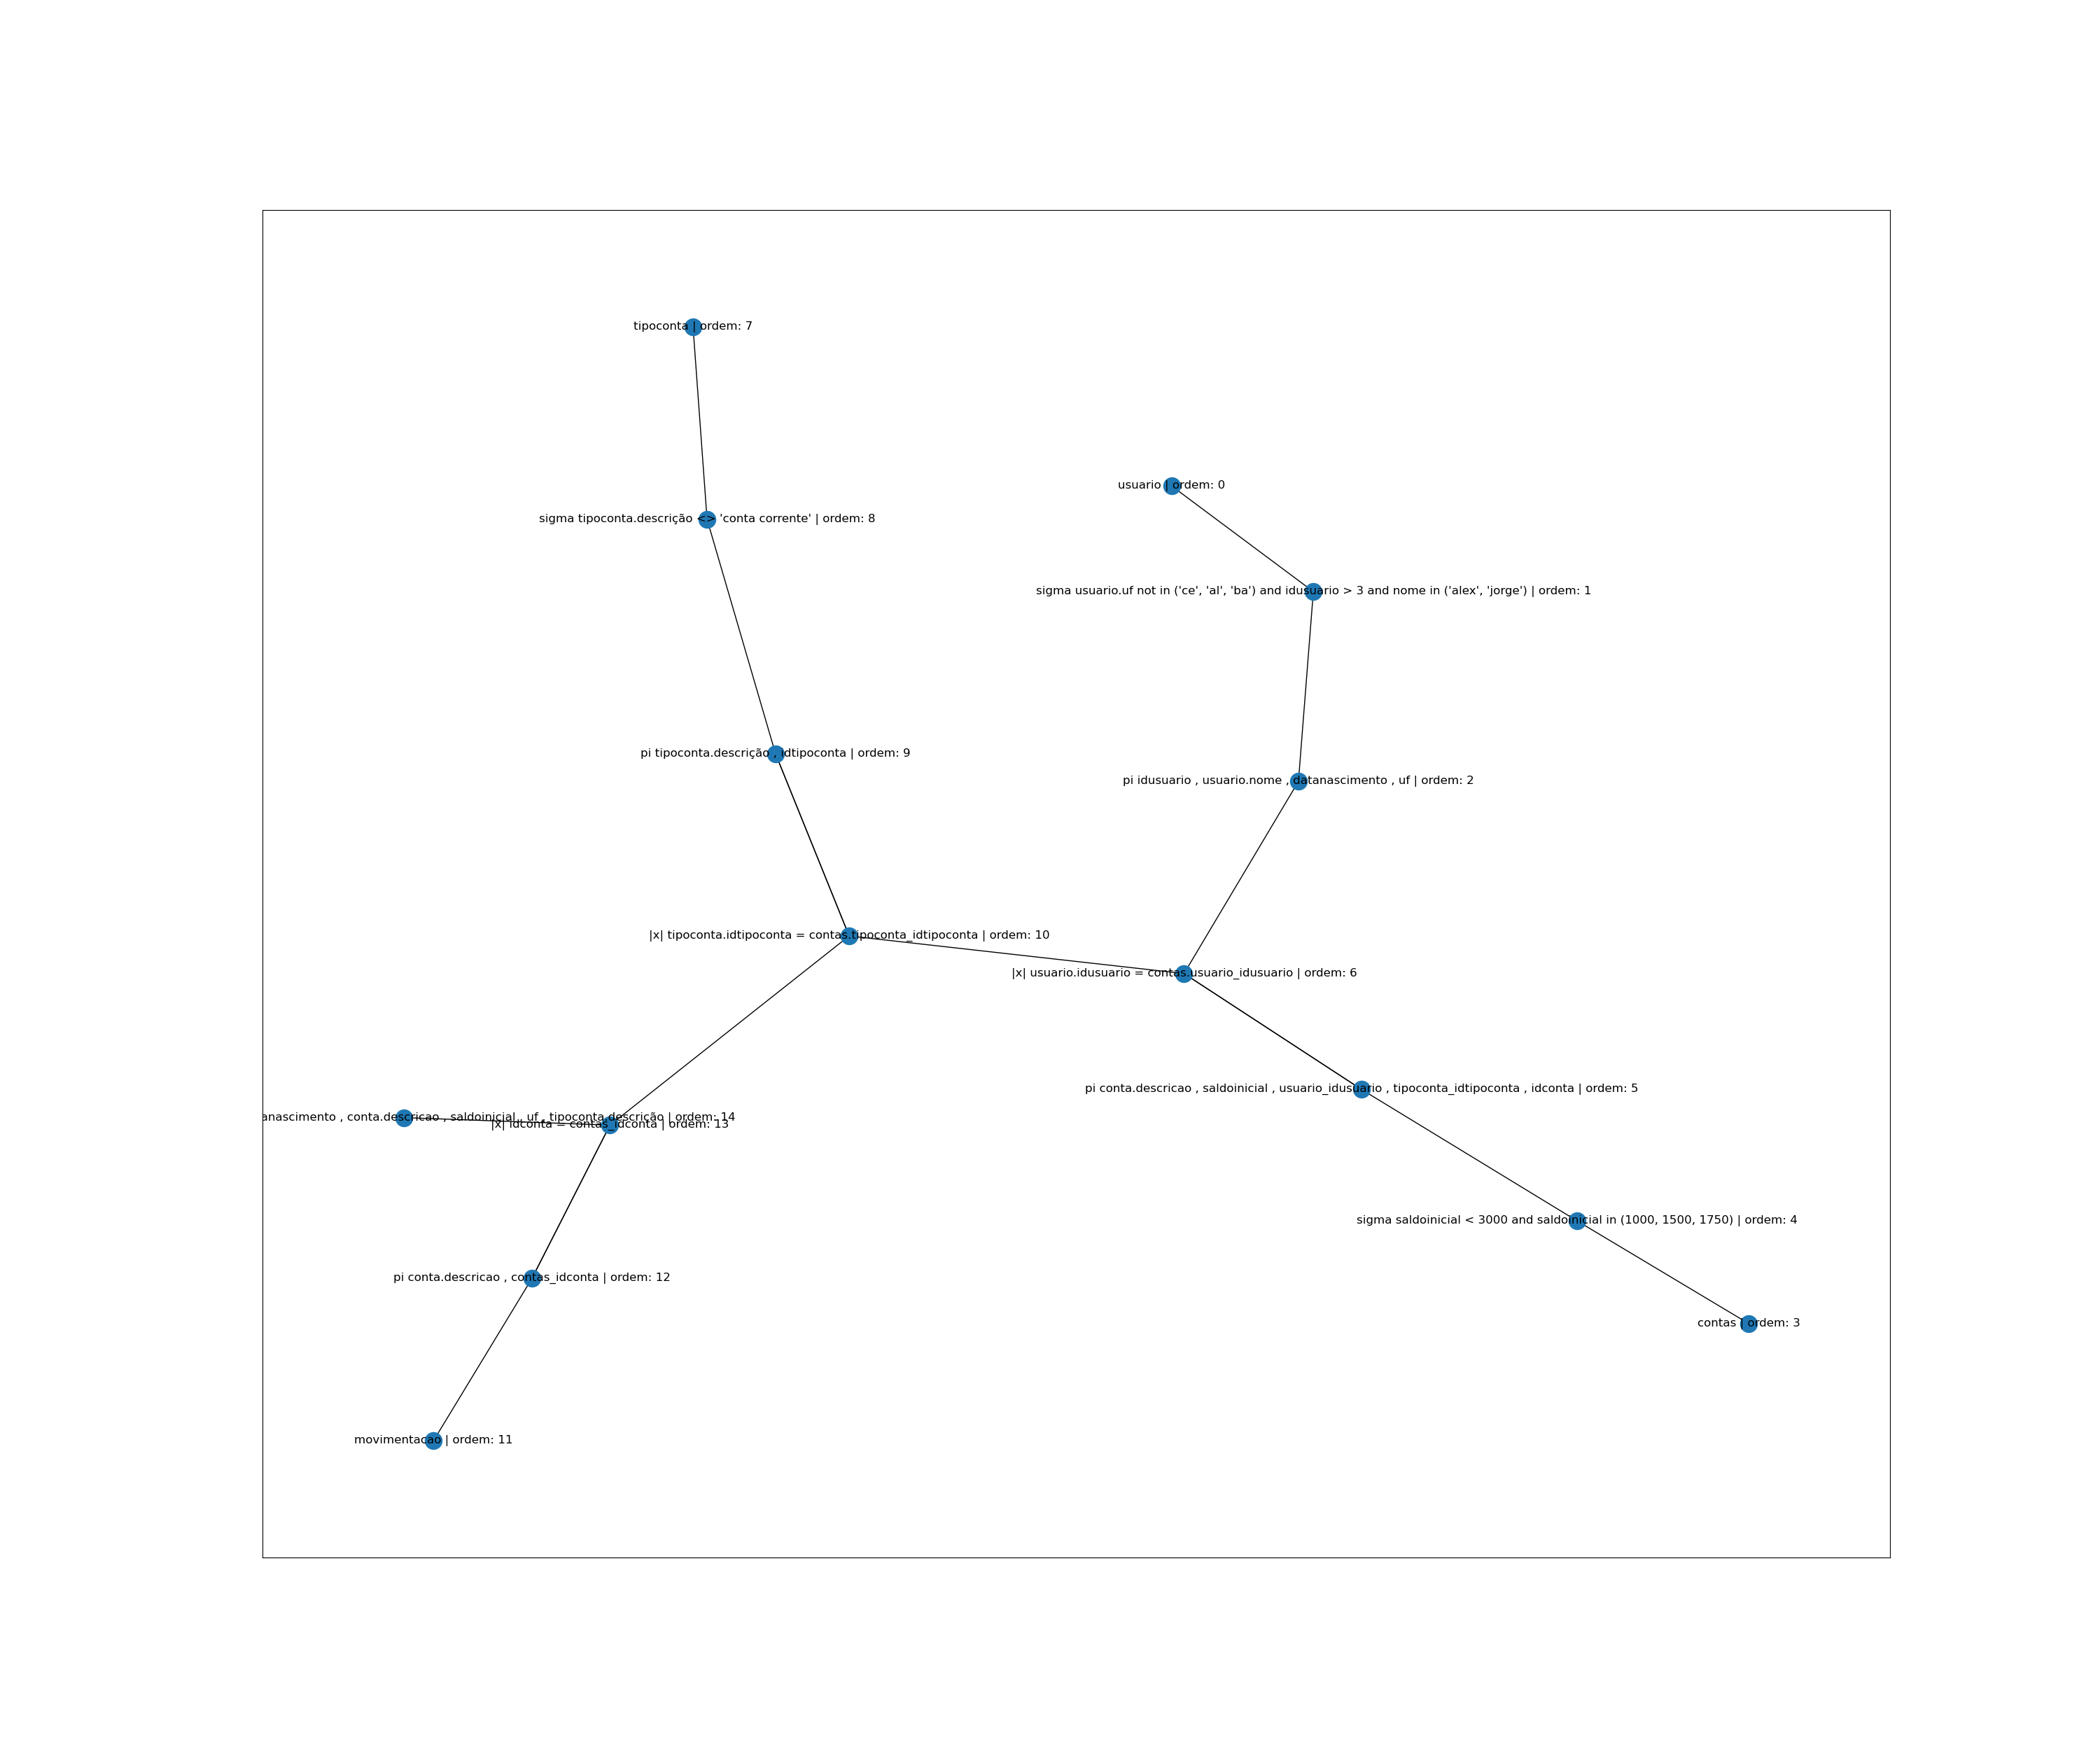 tipoconta | ordem: 7
usuario | ordem: 0
sigma tipoconta.descrição <> 'conta corrente' | ordem: 8
sigma usuario.uf not in ('ce', 'al', 'ba') and idusuario > 3 and nome in ('alex', 'jorge') | ordem: 1
pi tipoconta.descrição , idtipoconta | ordem: 9
pi idusuario , usuario.nome , datanascimento , uf | ordem: 2
|x| tipoconta.idtipoconta = contas.tipoconta_idtipoconta | ordem: 10
|x| usuario.idusuario = contas.usuario_idusuario | ordem: 6
pi conta.descricao , saldoinicial , usuario_idusuario , tipoconta_idtipoconta , idconta | ordem: 5
anascimento , conta.descricao , saldoinicial , uf , tipoconta.descrição | ordem: 14
|x| idconta = contas_idconta | ordem: 13
sigma saldoinicial < 3000 and saldoinicial in (1000, 1500, 1750) | ordem: 4
pi conta.descricao , contas_idconta | ordem: 12
contas | ordem: 3
movimentacao | ordem: 11